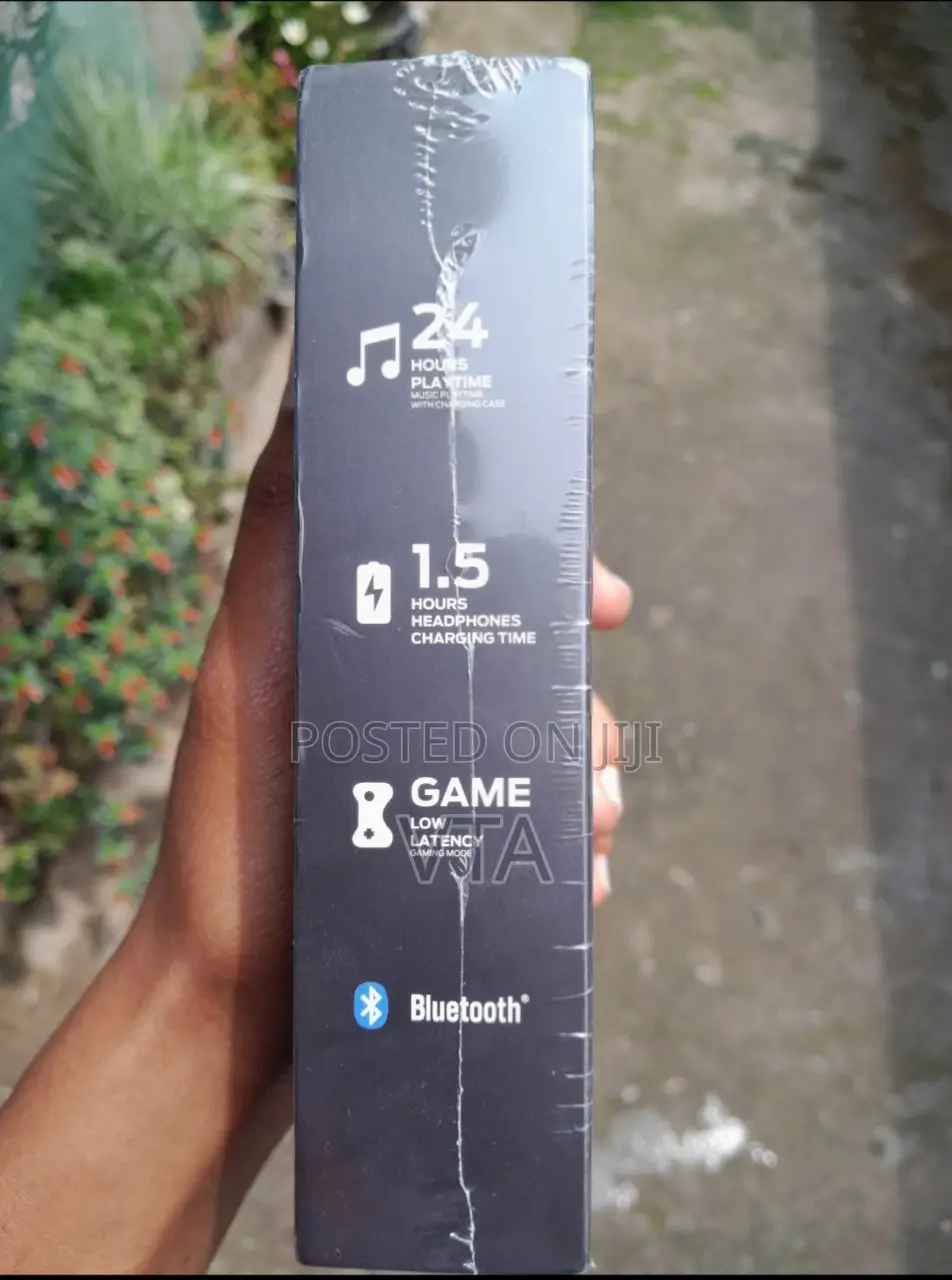 24
HOURS
PLAYTIME
MUSIC PLAYTIME
WITH CHARGING CASE
1.5
HOURS
HEADPHONES
CHARGING TIME
POSTED ON JIJI
GAME
LOW
LATENCY
GAMING MODE
VTA
Bluetooth®